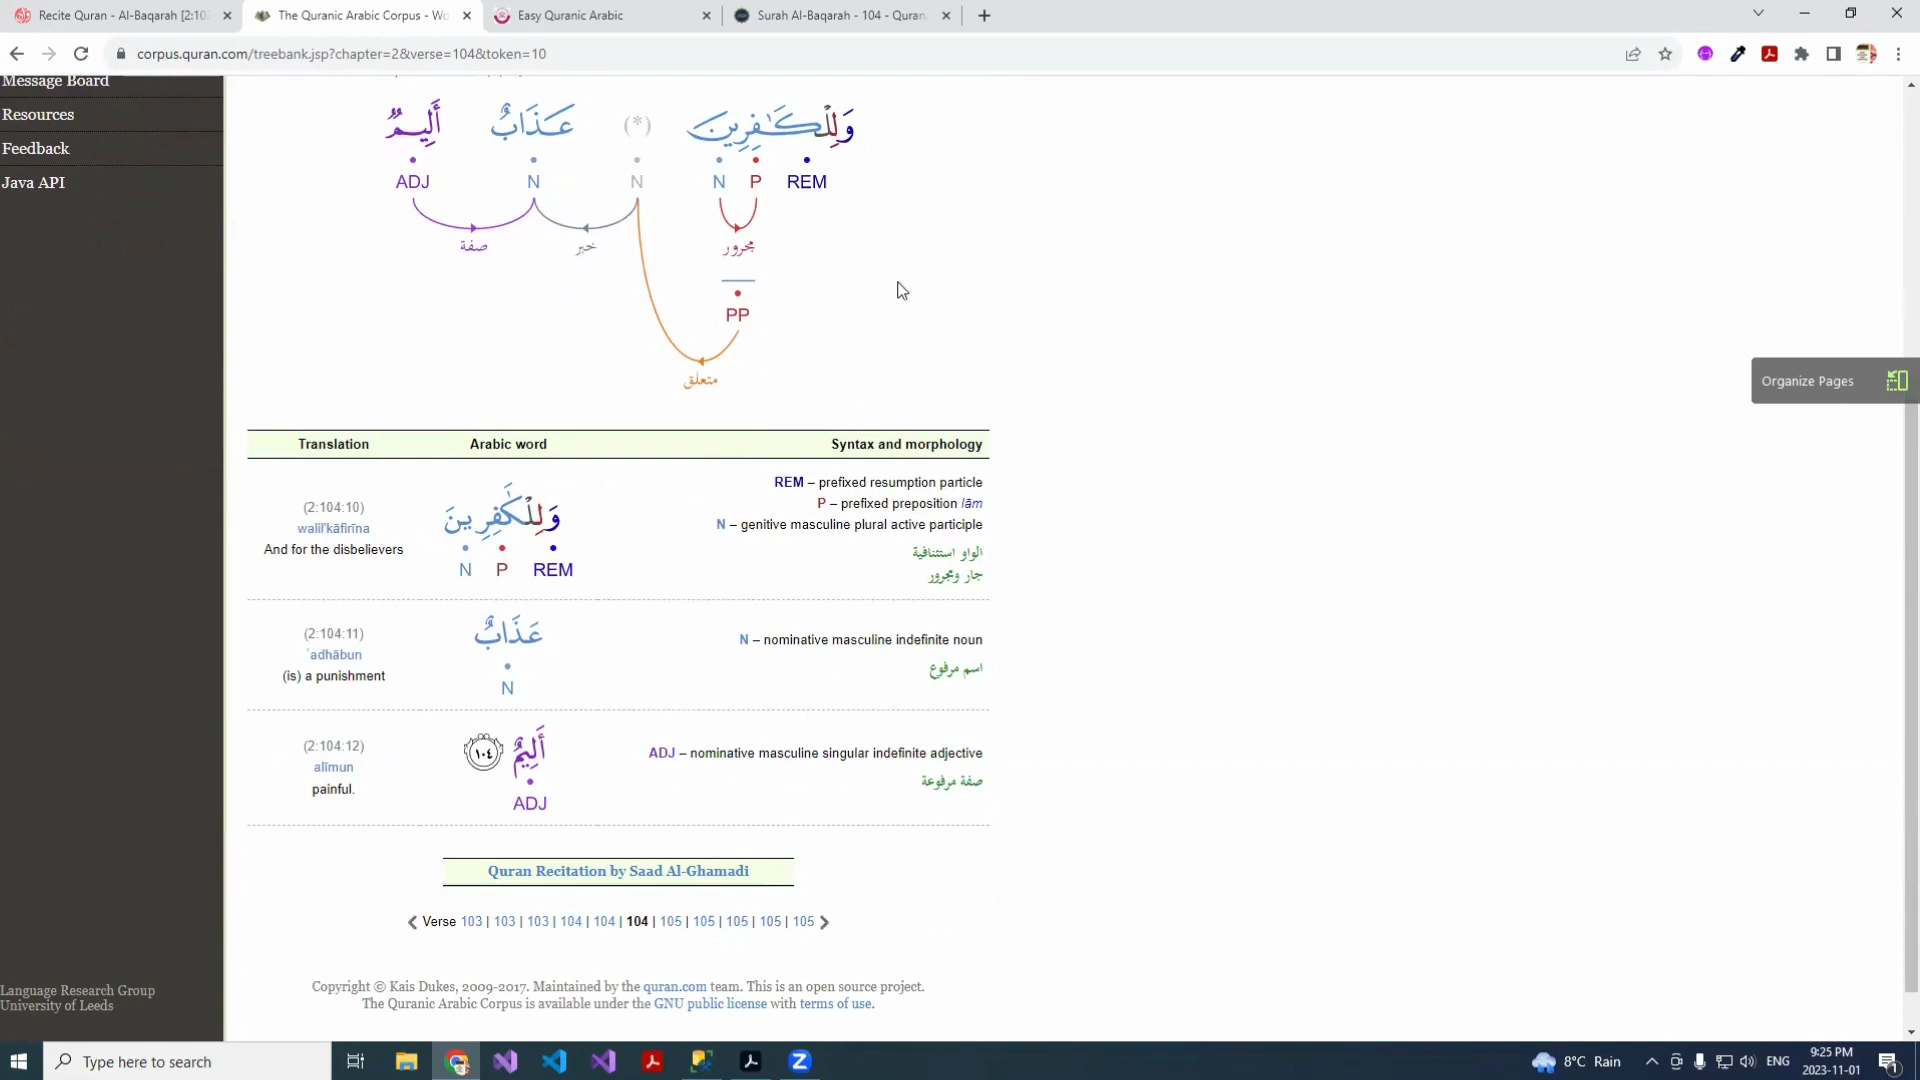 Recite Quran - Al-Baqarah [2:10
The Quranic Arabic Corpus - Wo
Easy Quranic Arabic
Surah Al-Baqarah - 104 - Quran.
corpus.quran.com/treebank.jsp?chapter=2&verse=104&token=10
Message Board
Resources
Feedback
Java API
وَلِلْكَـٰفِرِينَ (*) عَذَابٌ أَلِيمٌ
ADJ N N N P REM
صفة خبر مجرور
PP
متعلق
Organize Pages
Translation Arabic word Syntax and morphology
(2:104:10)
walil'kāfirīna
And for the disbelievers
وَلِلْكَـٰفِرِينَ
N P REM
REM – prefixed resumption particle
P – prefixed preposition lām
N – genitive masculine plural active participle
الواو استئنافية
جار ومجرور
(2:104:11)
ʿadhābun
(is) a punishment
عَذَابٌ
N
N – nominative masculine indefinite noun
اسم مرفوع
(2:104:12)
alīmun
painful.
أَلِيمٌ ١٠٤
ADJ
ADJ – nominative masculine singular indefinite adjective
صفة مرفوعة
Quran Recitation by Saad Al-Ghamadi
Verse 103 | 103 | 103 | 104 | 104 | 104 | 105 | 105 | 105 | 105 | 105
Language Research Group
University of Leeds
Copyright © Kais Dukes, 2009-2017. Maintained by the quran.com team. This is an open source project.
The Quranic Arabic Corpus is available under the GNU public license with terms of use.
Type here to search
8°C Rain
ENG
9:25 PM
2023-11-01
1